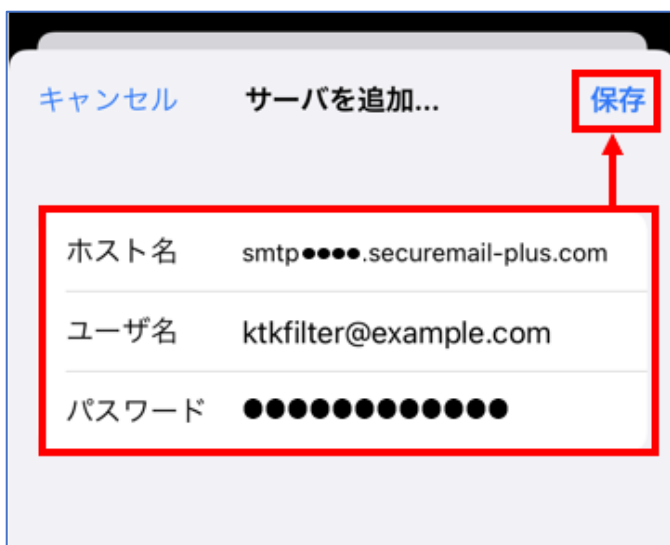 キャンセル サーバを追加... 保存
ホスト名 smtp●●●●.securemail-plus.com
ユーザ名 ktkfilter@example.com
パスワード ●●●●●●●●●●●●